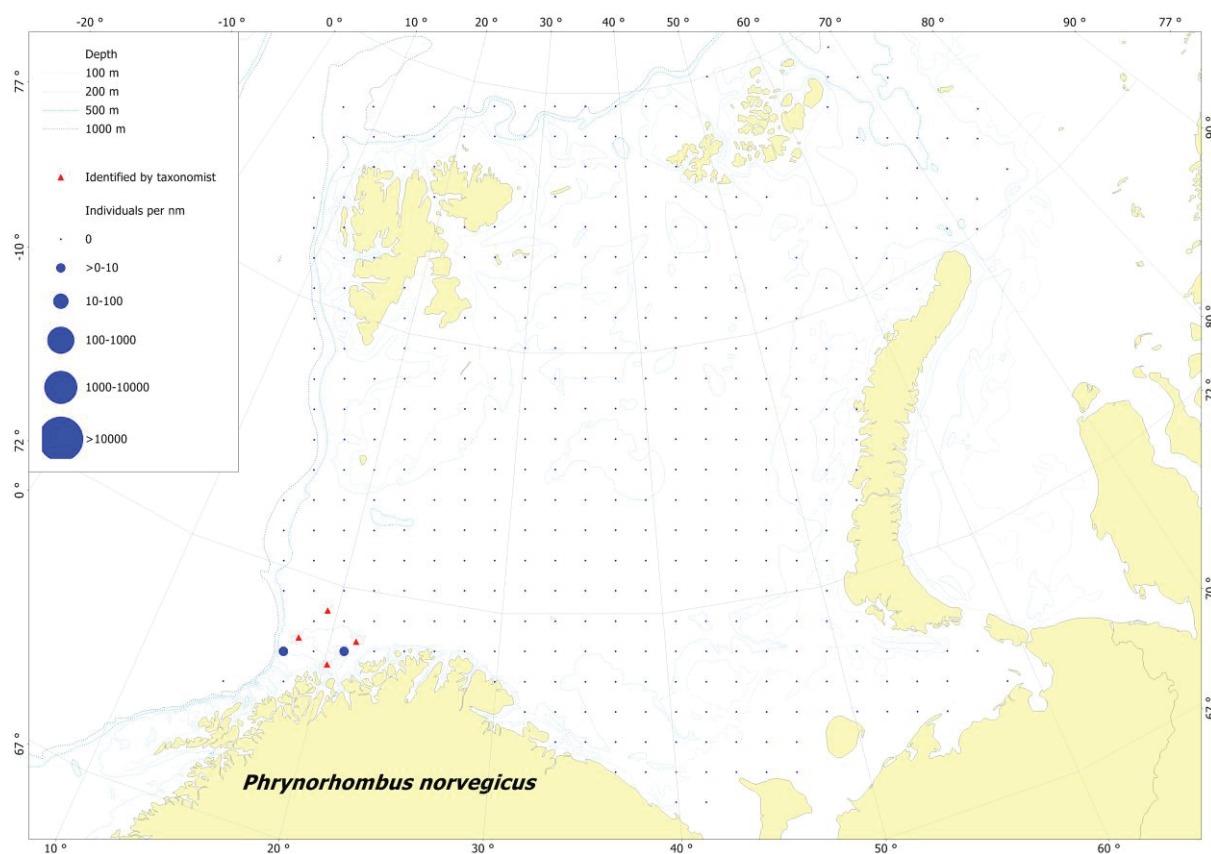 -20 ° -10 ° 0 ° 10 ° 20 ° 30 ° 40 ° 50 ° 60 ° 70 ° 80 ° 90 ° 77 °
Depth
100 m
200 m
500 m
1000 m
Identified by taxonomist
Individuals per nm
0
>0-10
10-100
100-1000
1000-10000
>10000
77 °
-10 °
72 °
0 °
67 °
90 °
80 °
72 °
70 °
67 °
Phrynorhombus norvegicus
10 ° 20 ° 30 ° 40 ° 50 ° 60 °